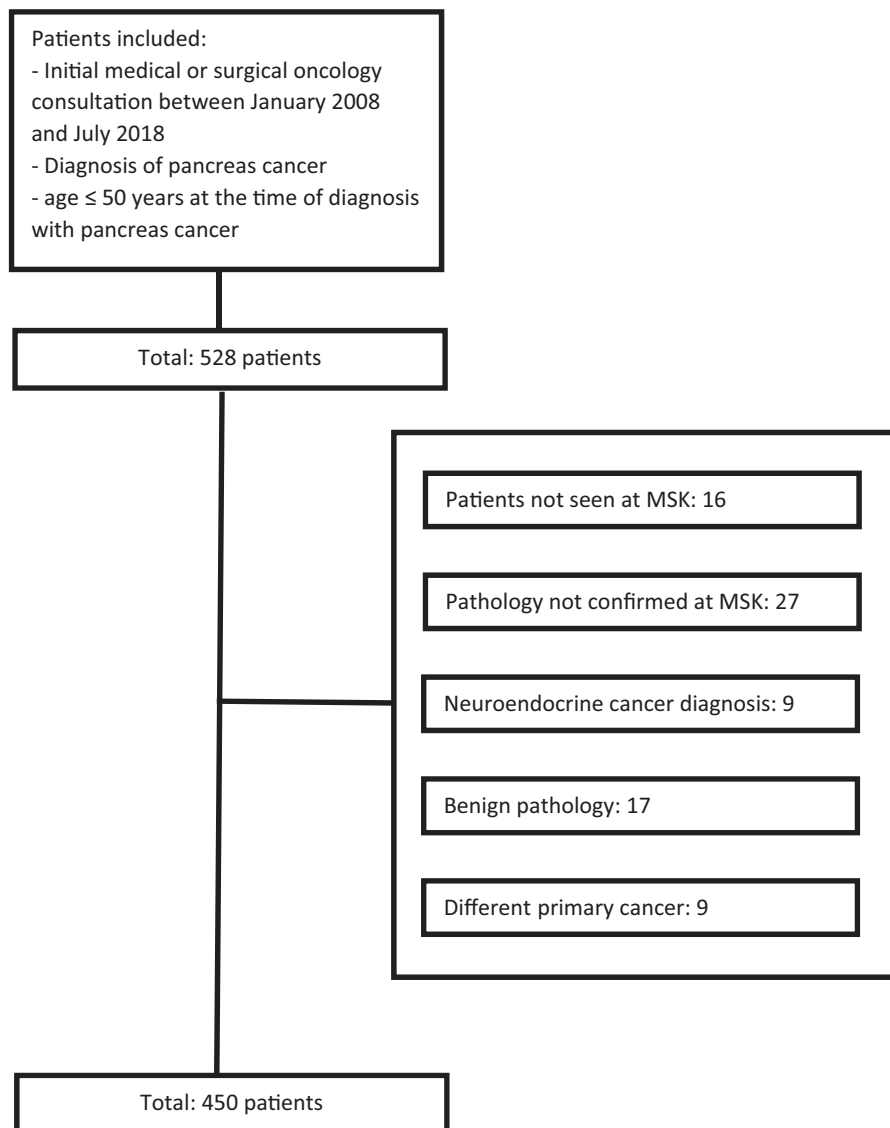 Patients included:
- Initial medical or surgical oncology
consultation between January 2008
and July 2018
- Diagnosis of pancreas cancer
- age ≤ 50 years at the time of diagnosis
with pancreas cancer
Total: 528 patients
Patients not seen at MSK: 16
Pathology not confirmed at MSK: 27
Neuroendocrine cancer diagnosis: 9
Benign pathology: 17
Different primary cancer: 9
Total: 450 patients